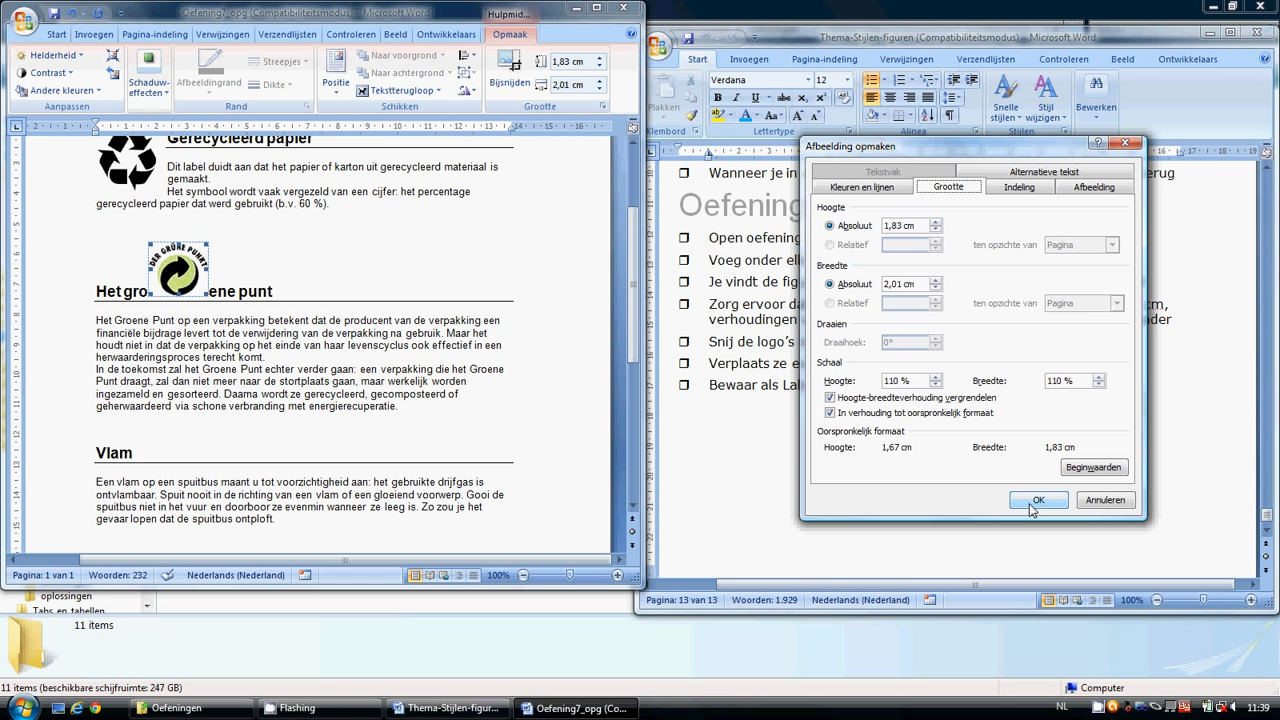 Oefening7_opg (Compatibiliteitsmodus) - Microsoft Word
Hulpmid...
Start Invoegen Pagina-indeling Verwijzingen Verzendlijsten Controleren Beeld Ontwikkelaars Opmaak
Helderheid
Contrast
Andere kleuren
Aanpassen
Schaduw-
effecten
Afbeeldingrand
Streepjes
Dikte
Rand
Positie
Naar voorgrond
Naar achtergrond
Tekstterugloop
Schikken
Bijsnijden
1,83 cm
2,01 cm
Grootte
Gerecycleerd papier
Dit label duidt aan dat het papier of karton uit gerecycleerd materiaal is
gemaakt.
Het symbool wordt vaak vergezeld van een cijfer: het percentage
gerecycleerd papier dat werd gebruikt (b.v. 60 %).
DER GRÜNE PUNKT
Het gro ene punt
Het Groene Punt op een verpakking betekent dat de producent van de verpakking een
financiële bijdrage levert tot de verwijdering van de verpakking na gebruik. Maar het
houdt niet in dat de verpakking op het einde van haar levenscyclus ook effectief in een
herwaarderingsproces terecht komt.
In de toekomst zal het Groene Punt echter verder gaan: een verpakking die het Groene
Punt draagt, zal dan niet meer naar de stortplaats gaan, maar werkelijk worden
ingezameld en gesorteerd. Daarna wordt ze gerecycleerd, gecomposteerd of
geherwaardeerd via schone verbranding met energierecuperatie.
Vlam
Een vlam op een spuitbus maant u tot voorzichtigheid aan: het gebruikte drijfgas is
ontvlambaar. Spuit nooit in de richting van een vlam of een gloeiend voorwerp. Gooi de
spuitbus niet in het vuur en doorboor ze evenmin wanneer ze leeg is. Zo zou je het
gevaar lopen dat de spuitbus ontploft.
Pagina: 1 van 1 Woorden: 232 Nederlands (Nederland) 100%
Thema-Stijlen-figuren (Compatibiliteitsmodus) - Microsoft Word
Start Invoegen Pagina-indeling Verwijzingen Verzendlijsten Controleren Beeld Ontwikkelaars
Plakken
Klembord
Verdana 12
Lettertype
Alinea
Snelle
stijlen
Stijl
wijzigen
Stijlen
Bewerken
Wanneer je in
rug
Oefening
Open oefening
Voeg onder ell
Je vindt de fig
Zorg ervoor da
cm,
verhoudingen
nder
Snij de logo's
Verplaats ze e
Bewaar als Lal
Afbeelding opmaken
Tekstvak Alternatieve tekst
Kleuren en lijnen Grootte Indeling Afbeelding
Hoogte
Absoluut 1,83 cm
Relatief ten opzichte van Pagina
Breedte
Absoluut 2,01 cm
Relatief ten opzichte van Pagina
Draaien
Draaihoek: 0°
Schaal
Hoogte: 110 % Breedte: 110 %
Hoogte-breedteverhouding vergrendelen
In verhouding tot oorspronkelijk formaat
Oorspronkelijk formaat
Hoogte: 1,67 cm Breedte: 1,83 cm
Beginwaarden
OK Annuleren
Pagina: 13 van 13 Woorden: 1.929 Nederlands (Nederland) 100%
oplossingen
Tabs en tabellen
11 items
11 items (beschikbare schijfruimte: 247 GB) Computer
Oefeningen Flashing Thema-Stijlen-figur... Oefening7_opg (Co... NL 11:39